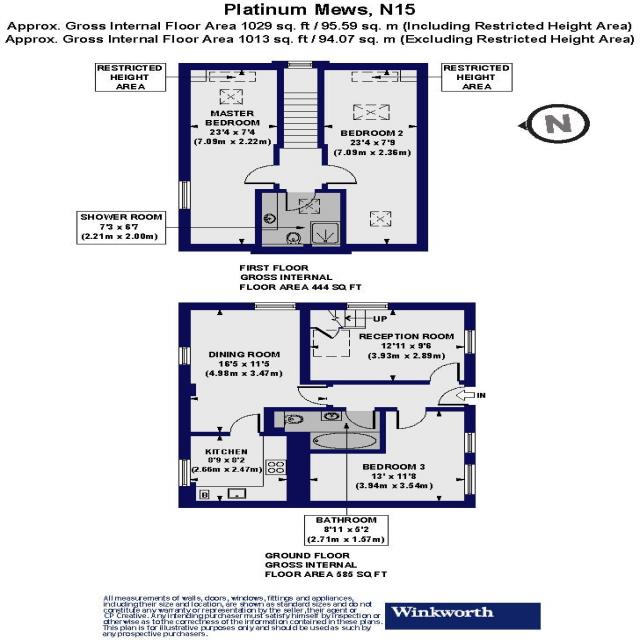 Platinum Mews, N15
Approx. Gross Internal Floor Area 1029 sq. ft / 95.59 sq. m (Including Restricted Height Area)
Approx. Gross Internal Floor Area 1013 sq. ft / 94.07 sq. m (Excluding Restricted Height Area)
RESTRICTED
HEIGHT
AREA
RESTRICTED
HEIGHT
AREA
MASTER
BEDROOM
23'4 x 7'4
(7.09m x 2.22m)
BEDROOM 2
23'4 x 7'9
(7.09m x 2.36m)
N
SHOWER ROOM
7'3 x 6'7
(2.21m x 2.00m)
FIRST FLOOR
GROSS INTERNAL
FLOOR AREA 444 SQ FT
UP
RECEPTION ROOM
12'11 x 9'6
(3.93m x 2.89m)
DINING ROOM
16'5 x 11'5
(4.98m x 3.47m)
IN
KITCHEN
8'9 x 8'2
(2.66m x 2.47m)
BEDROOM 3
13' x 11'8
(3.94m x 3.54m)
BATHROOM
8'11 x 5'2
(2.71m x 1.57m)
GROUND FLOOR
GROSS INTERNAL
FLOOR AREA 585 SQ FT
All measurements of walls, doors, windows, fittings and appliances,
including their size and location, are shown as standard sizes and do not
constitute any warranty or representation by the seller, their agent or
CP Creative. Any intending purchaser must satisfy himself by inspection or
otherwise as to the correctness of the information contained in these plans.
This plan is for illustrative purposes only and should be used as such by
any prospective purchasers.
Winkworth